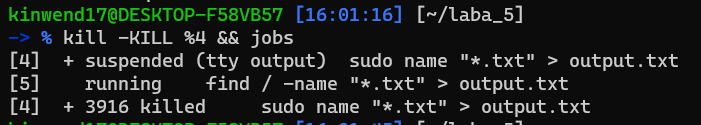 kinwend17@DESKTOP-F58VB57 [16:01:16] [~/laba_5]
-> % kill -KILL %4 && jobs
[4]  + suspended (tty output)  sudo name "*.txt" > output.txt
[5]    running    find / -name "*.txt" > output.txt
[4]  + 3916 killed     sudo name "*.txt" > output.txt